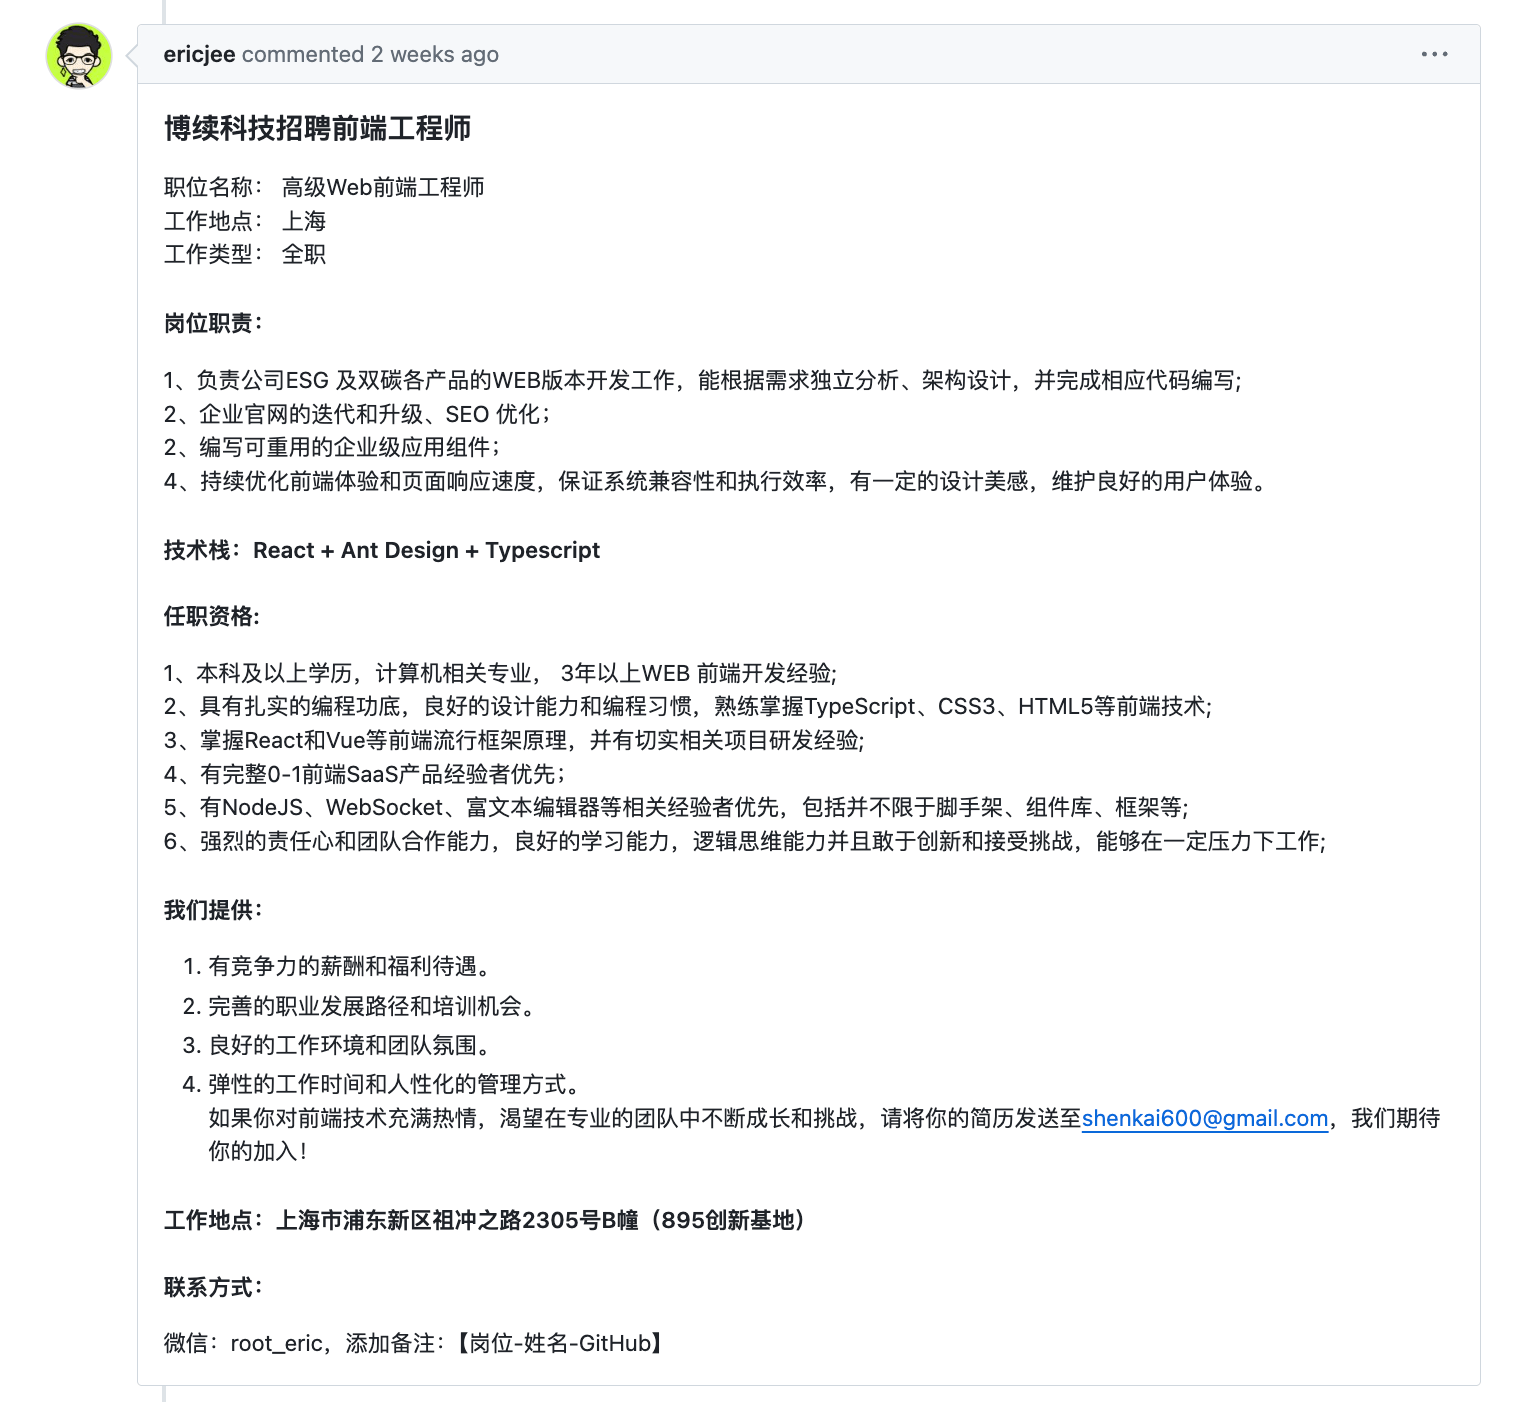 ericjee commented 2 weeks ago
博续科技招聘前端工程师
职位名称： 高级Web前端工程师
工作地点： 上海
工作类型： 全职
岗位职责：
1、负责公司ESG 及双碳各产品的WEB版本开发工作，能根据需求独立分析、架构设计，并完成相应代码编写;
2、企业官网的迭代和升级、SEO 优化；
2、编写可重用的企业级应用组件；
4、持续优化前端体验和页面响应速度，保证系统兼容性和执行效率，有一定的设计美感，维护良好的用户体验。
技术栈：React + Ant Design + Typescript
任职资格:
1、本科及以上学历，计算机相关专业， 3年以上WEB 前端开发经验;
2、具有扎实的编程功底，良好的设计能力和编程习惯，熟练掌握TypeScript、CSS3、HTML5等前端技术;
3、掌握React和Vue等前端流行框架原理，并有切实相关项目研发经验;
4、有完整0-1前端SaaS产品经验者优先；
5、有NodeJS、WebSocket、富文本编辑器等相关经验者优先，包括并不限于脚手架、组件库、框架等;
6、强烈的责任心和团队合作能力，良好的学习能力，逻辑思维能力并且敢于创新和接受挑战，能够在一定压力下工作;
我们提供：
1. 有竞争力的薪酬和福利待遇。
2. 完善的职业发展路径和培训机会。
3. 良好的工作环境和团队氛围。
4. 弹性的工作时间和人性化的管理方式。
如果你对前端技术充满热情，渴望在专业的团队中不断成长和挑战，请将你的简历发送至shenkai600@gmail.com，我们期待
你的加入！
工作地点：上海市浦东新区祖冲之路2305号B幢（895创新基地）
联系方式：
微信：root_eric，添加备注：【岗位-姓名-GitHub】